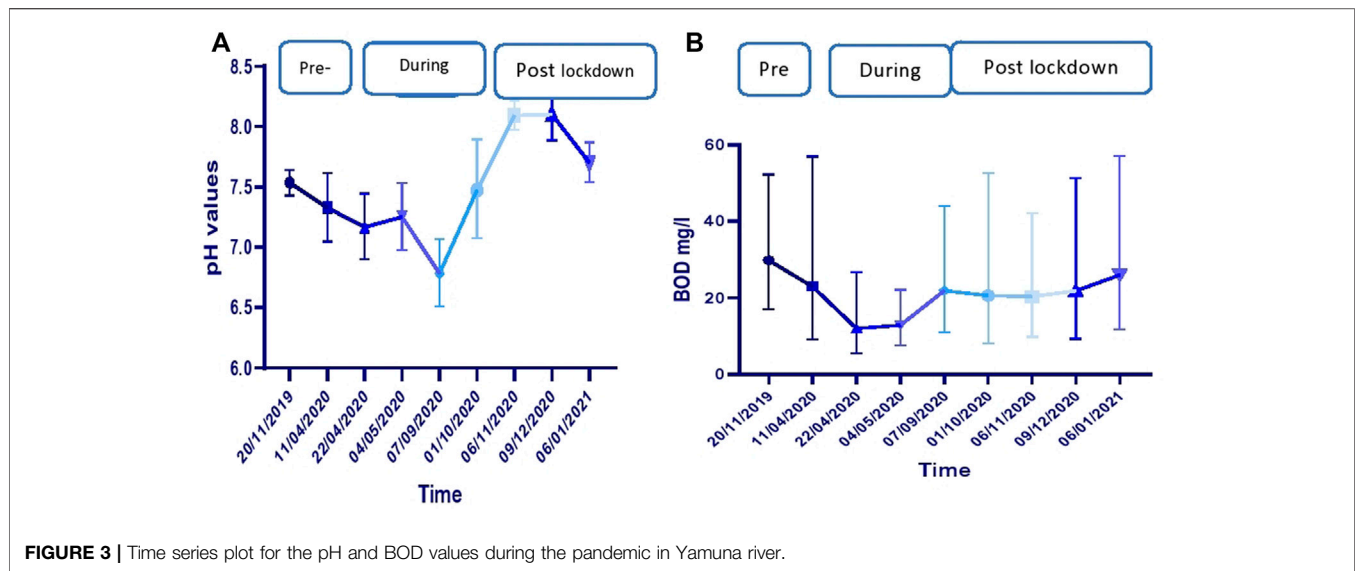 A
Pre-
During
Post lockdown
8.5
8.0
7.5
7.0
6.5
6.0
pH values
20/11/2019
11/04/2020
22/04/2020
04/05/2020
07/09/2020
01/10/2020
06/11/2020
09/12/2020
06/01/2021
Time
B
Pre
During
Post lockdown
60
40
20
0
BOD mg/l
20/11/2019
11/04/2020
22/04/2020
04/05/2020
07/09/2020
01/10/2020
06/11/2020
09/12/2020
06/01/2021
Time
FIGURE 3 | Time series plot for the pH and BOD values during the pandemic in Yamuna river.